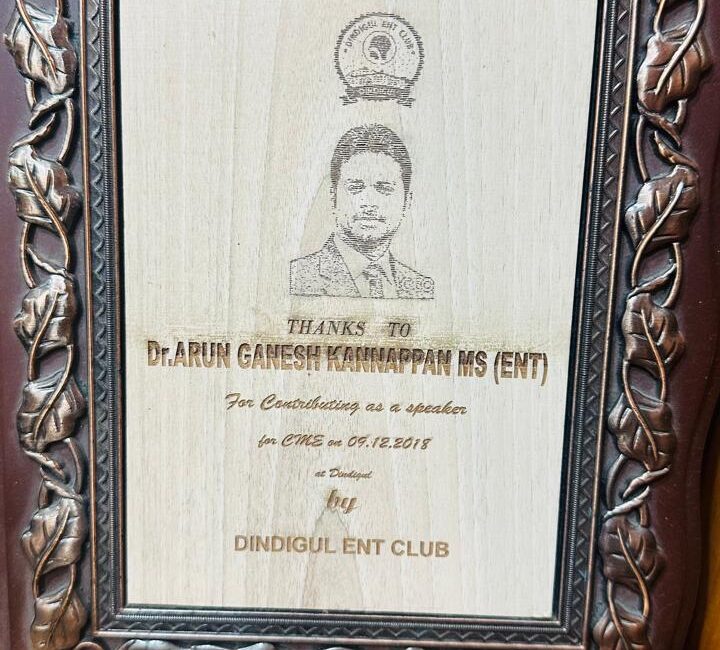 DINDIGUL ENT CLUB
DINDIGUL
THANKS TO
Dr.ARUN GANESH KANNAPPAN MS (ENT)
For Contributing as a speaker
for CME on 09.12.2018
at Dindigul
by
DINDIGUL ENT CLUB